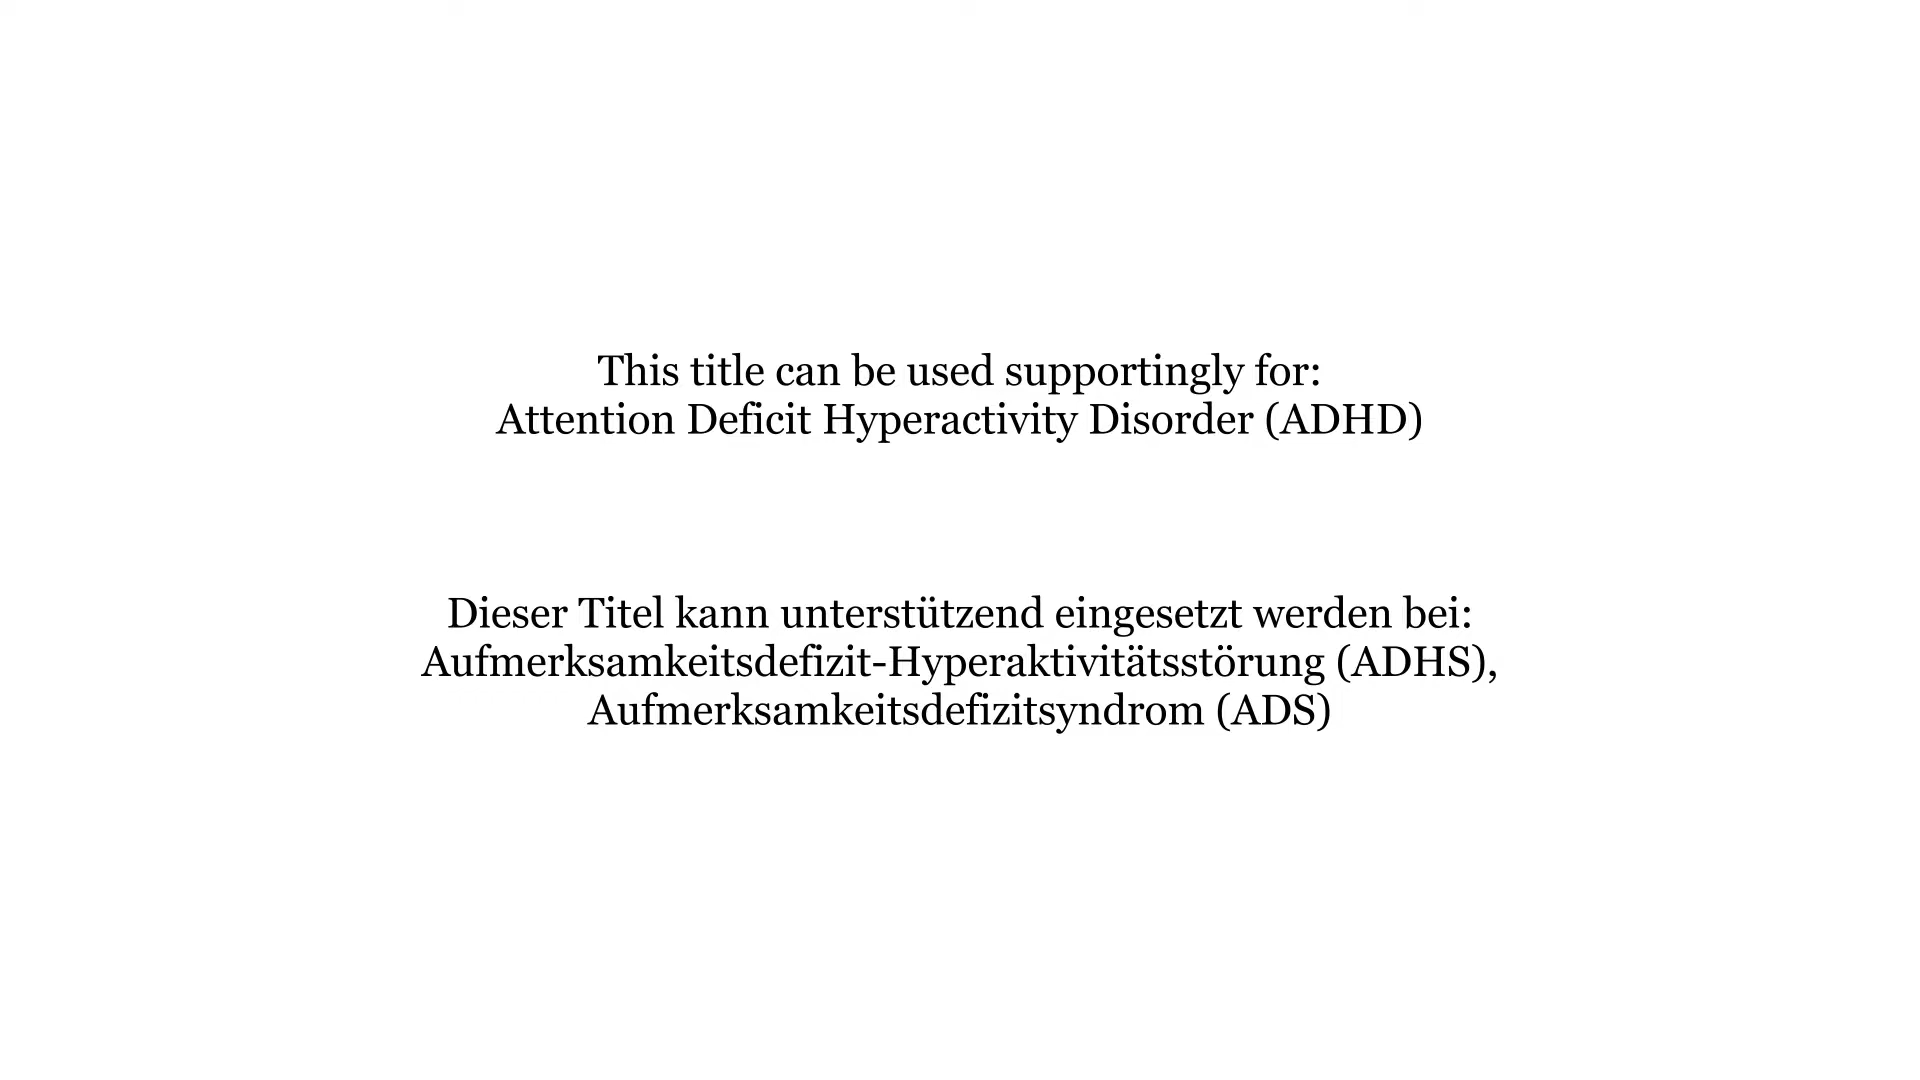 This title can be used supportingly for:
Attention Deficit Hyperactivity Disorder (ADHD)
Dieser Titel kann unterstützend eingesetzt werden bei:
Aufmerksamkeitsdefizit-Hyperaktivitätsstörung (ADHS),
Aufmerksamkeitsdefizitsyndrom (ADS)